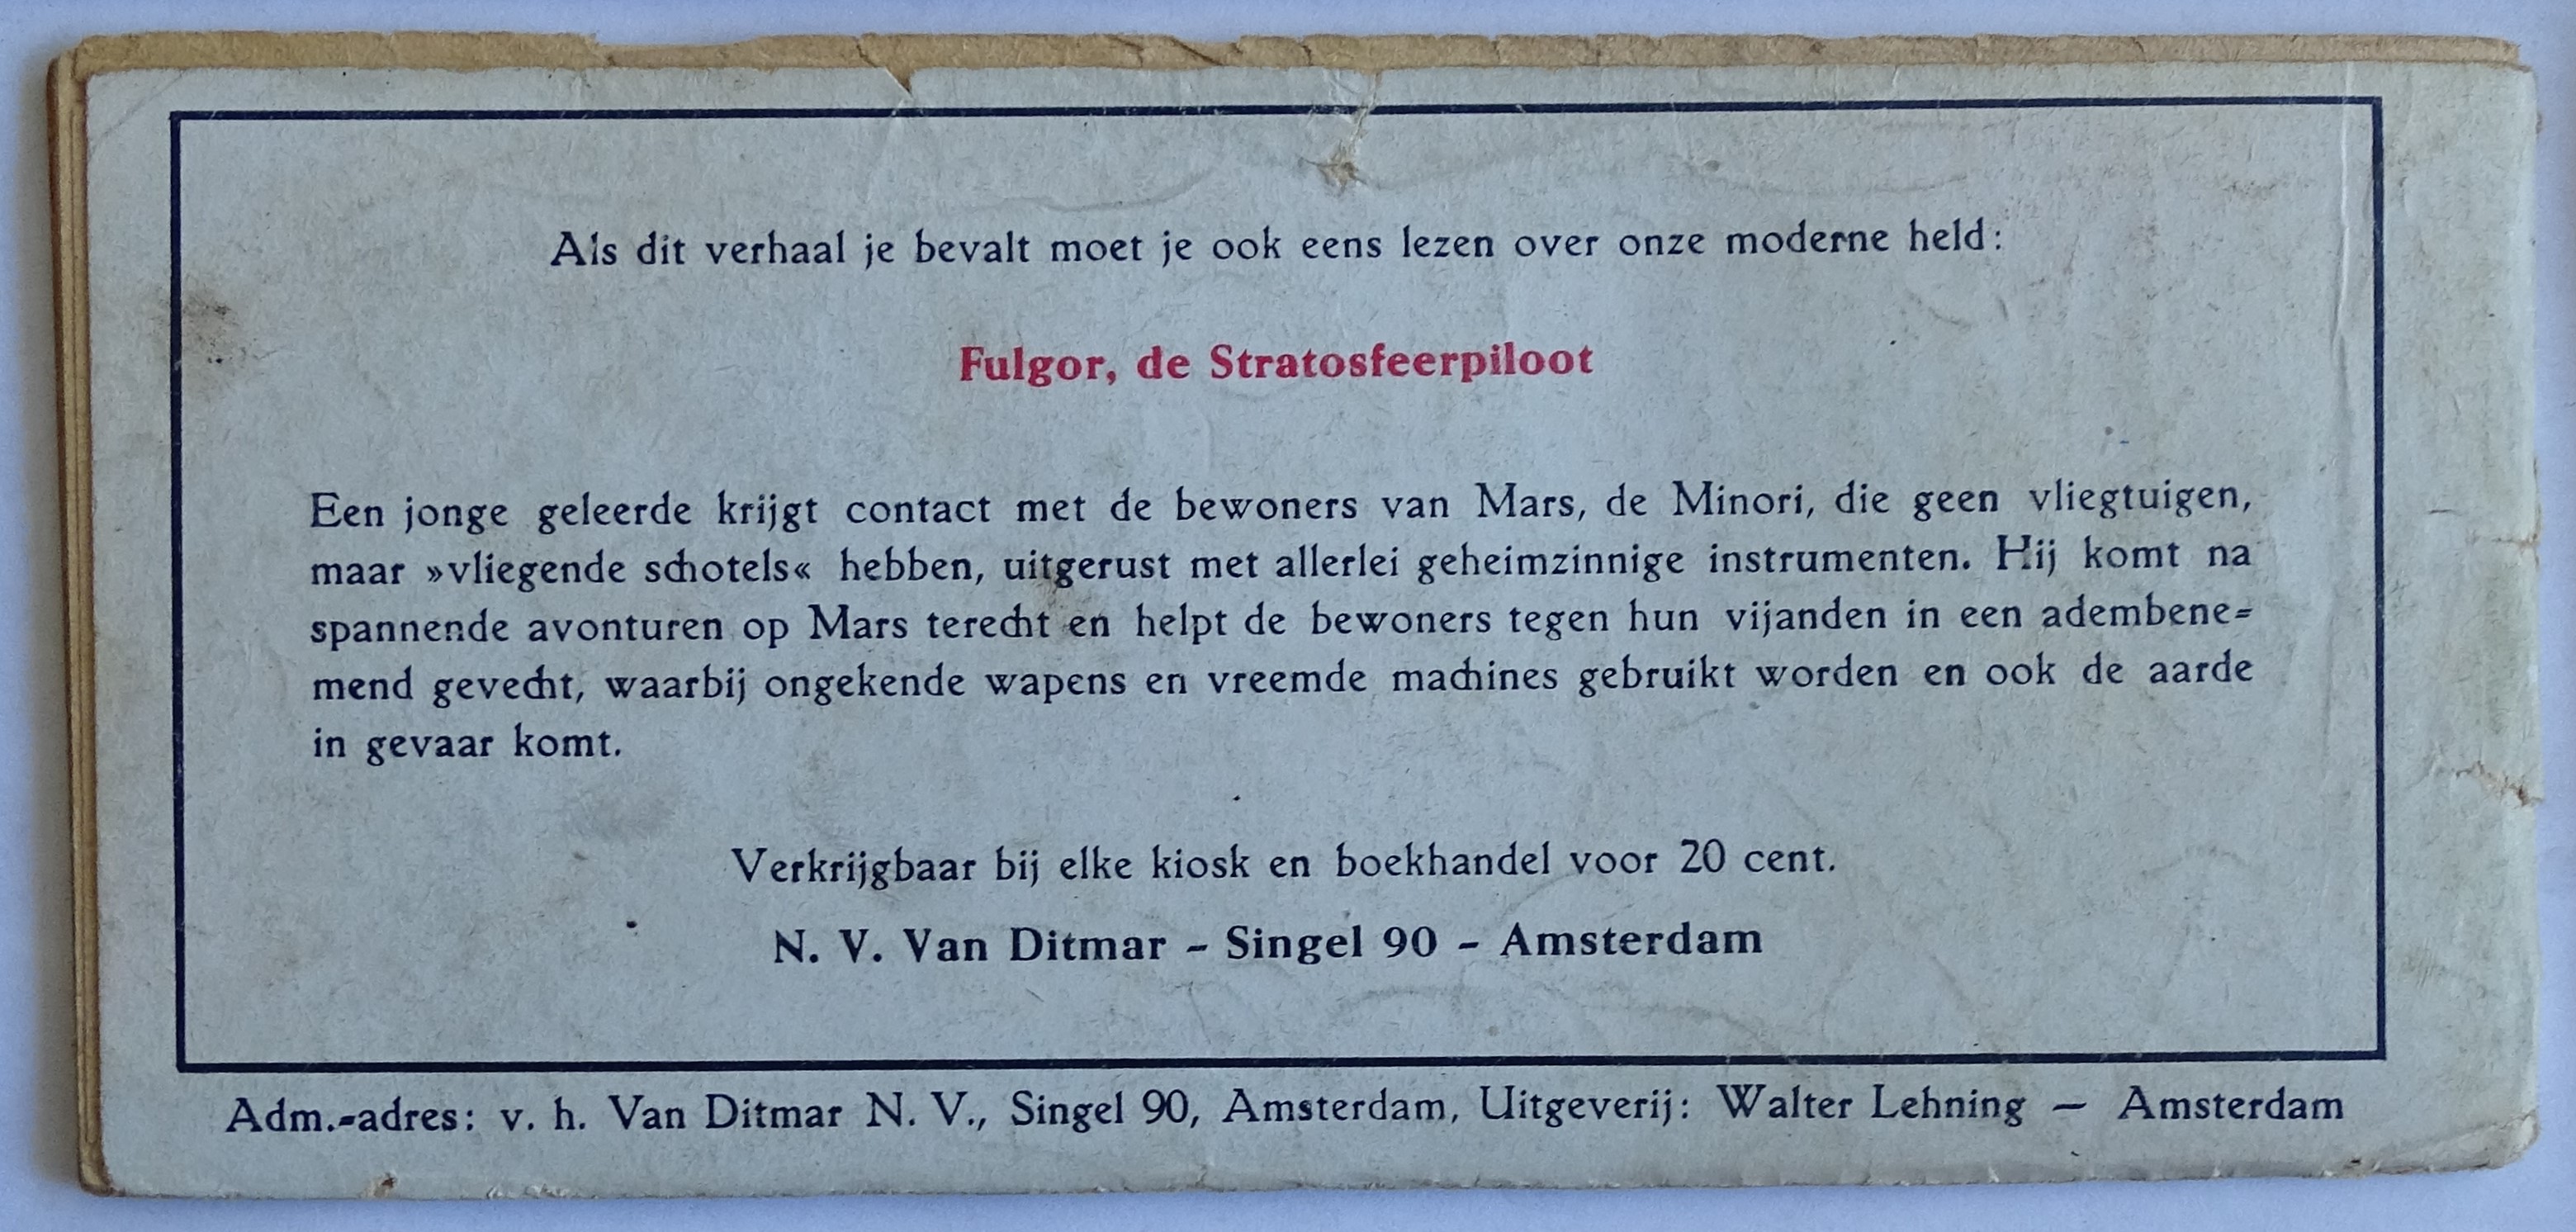 Als dit verhaal je bevalt moet je ook eens lezen over onze moderne held:
Fulgor, de Stratosfeerpiloot
Een jonge geleerde krijgt contact met de bewoners van Mars, de Minori, die geen vliegtuigen,
maar »vliegende schotels« hebben, uitgerust met allerlei geheimzinnige instrumenten. Hij komt na
spannende avonturen op Mars terecht en helpt de bewoners tegen hun vijanden in een adembene=
mend gevecht, waarbij ongekende wapens en vreemde machines gebruikt worden en ook de aarde
in gevaar komt.
Verkrijgbaar bij elke kiosk en boekhandel voor 20 cent.
N. V. Van Ditmar - Singel 90 - Amsterdam
Adm.=adres: v. h. Van Ditmar N. V., Singel 90, Amsterdam, Uitgeverij: Walter Lehning — Amsterdam